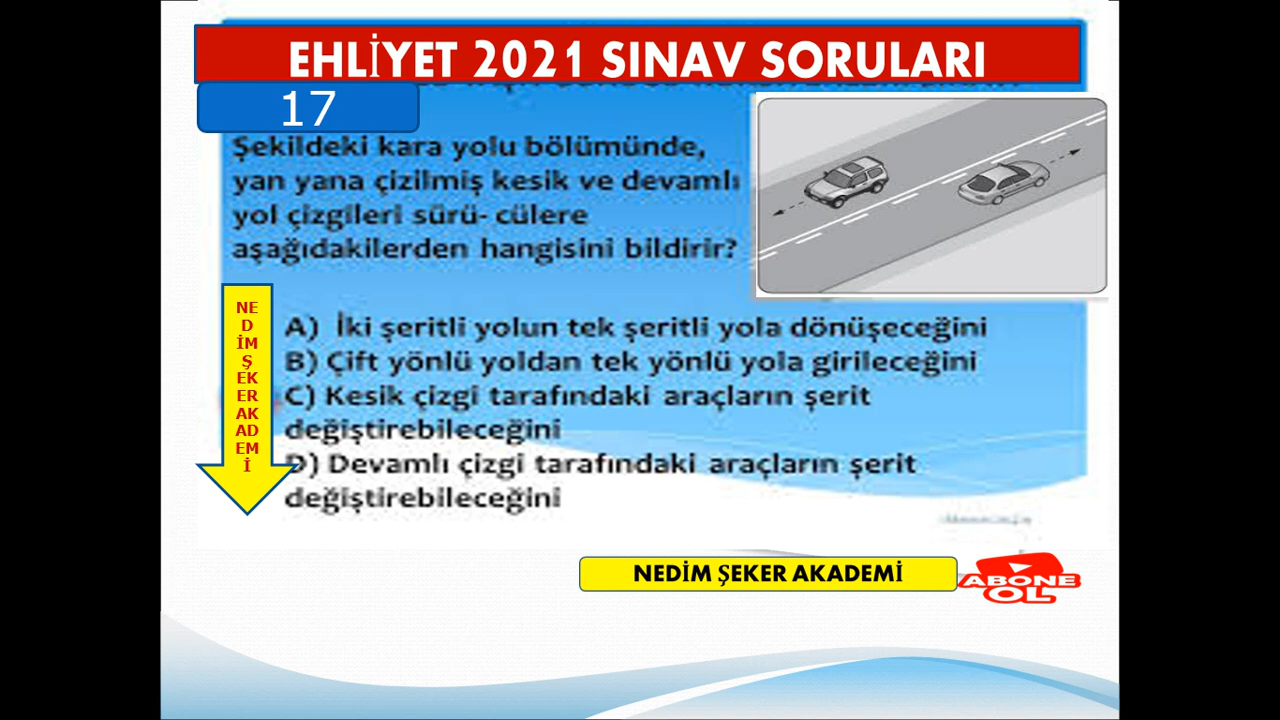 EHLİYET 2021 SINAV SORULARI
17
Şekildeki kara yolu bölümünde,
yan yana çizilmiş kesik ve devamlı
yol çizgileri sürü- cülere
aşağıdakilerden hangisini bildirir?
NE
D
İM
Ş
EK
ER
AK
AD
EM
İ
A) İki şeritli yolun tek şeritli yola dönüşeceğini
B) Çift yönlü yoldan tek yönlü yola girileceğini
C) Kesik çizgi tarafındaki araçların şerit
değiştirebileceğini
D) Devamlı çizgi tarafındaki araçların şerit
değiştirebileceğini
NEDİM ŞEKER AKADEMİ
ABONE
OL